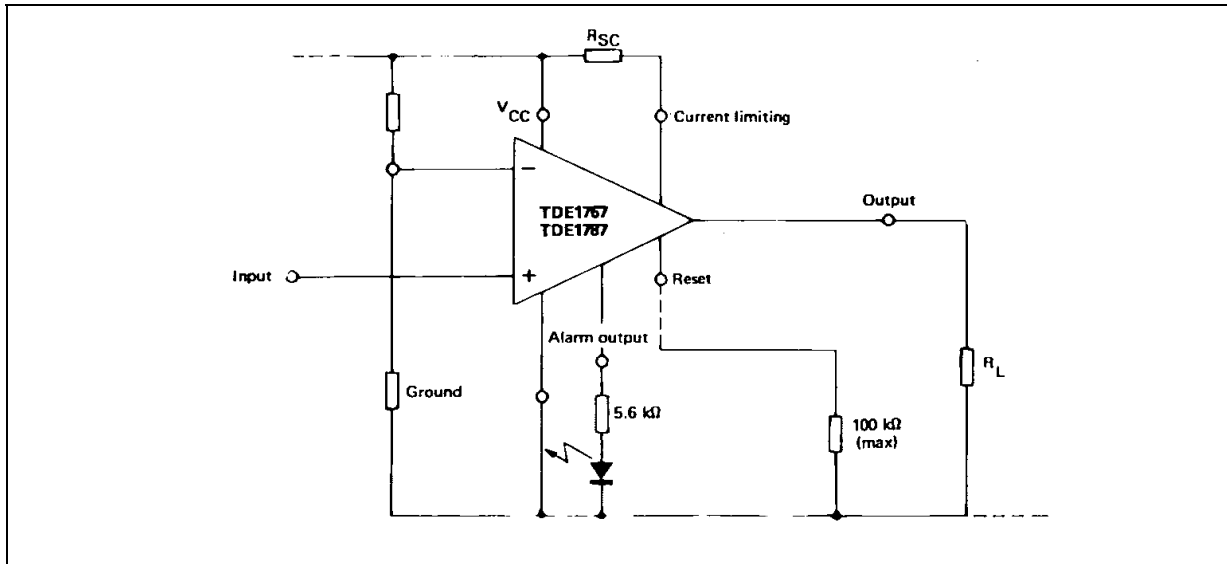 RSC
VCC
Current limiting
−
TDE1767
TDE1787
Output
Input
+
Reset
Alarm output
RL
Ground
5.6 kΩ
100 kΩ
(max)